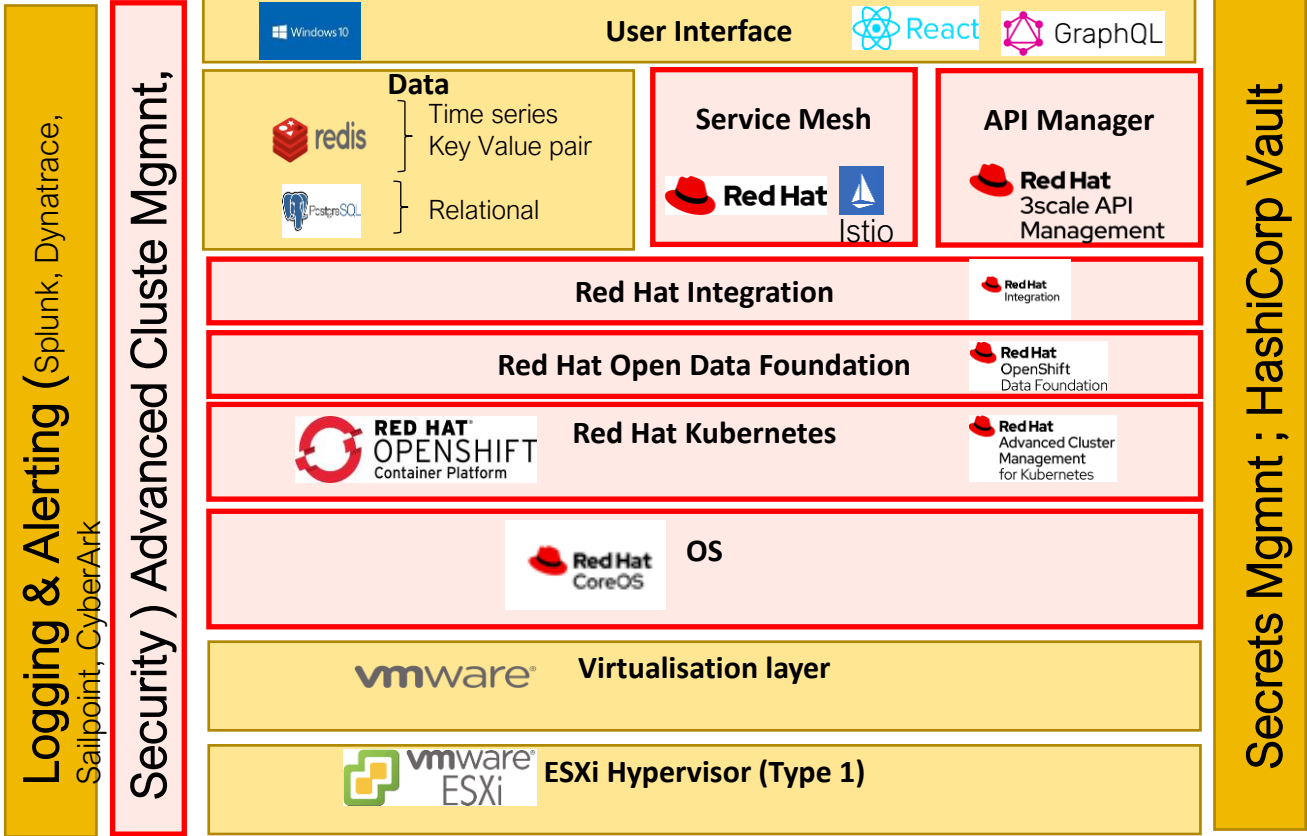 Logging & Alerting (Splunk, Dynatrace,
Sailpoint, CyberArk
Security ) Advanced Cluste Mgmnt,
Windows 10
User Interface
React
GraphQL
Data
redis
Time series
Key Value pair
PostgreSQL
Relational
Service Mesh
Red Hat
Istio
API Manager
Red Hat
3scale API
Management
Red Hat Integration
Red Hat
Integration
Red Hat Open Data Foundation
Red Hat
OpenShift
Data Foundation
RED HAT®
OPENSHIFT
Container Platform
Red Hat Kubernetes
Red Hat
Advanced Cluster
Management
for Kubernetes
Red Hat
CoreOS
OS
vmware®
Virtualisation layer
vmware®
ESXi
ESXi Hypervisor (Type 1)
Secrets Mgmnt ; HashiCorp Vault